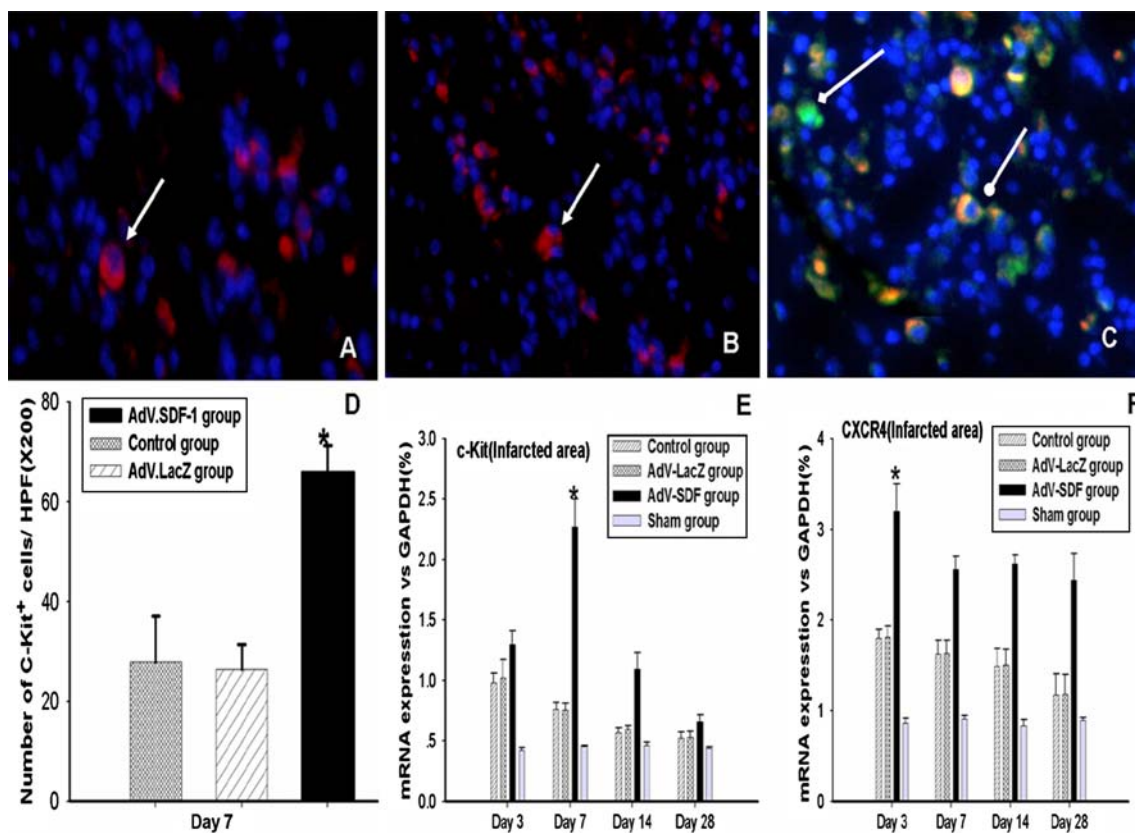 A
B
C
D
AdV.SDF-1 group
Control group
AdV.LacZ group
Number of C-Kit+ cells/ HPF(X200)
80
60
40
20
0
*
Day 7
E
c-Kit(Infarcted area)
Control group
AdV-LacZ group
AdV-SDF group
Sham group
mRNA expresstion vs GAPDH(%)
3.0
2.5
2.0
1.5
1.0
.5
0.0
*
Day 3 Day 7 Day 14 Day 28
F
CXCR4(Infarcted area)
Control group
AdV-LacZ group
AdV-SDF group
Sham group
mRNA expresstion vs GAPDH(%)
4
3
2
1
0
*
Day 3 Day 7 Day 14 Day 28